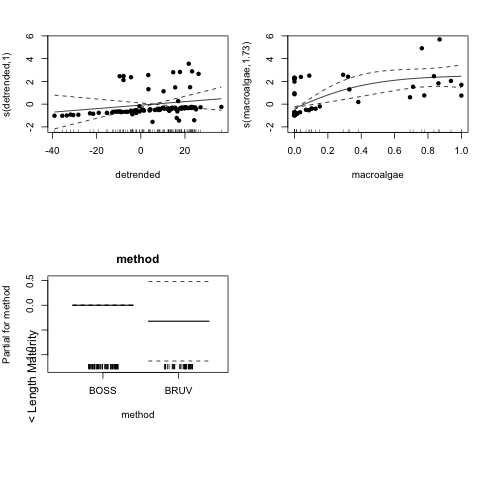 s(detrended,1)
6
4
2
0
-2
-40
-20
0
20
detrended
s(macroalgae,1.73)
6
4
2
0
-2
0.0
0.2
0.4
0.6
0.8
1.0
macroalgae
method
Partial for method
0.5
0.0
< Length Maturity
BOSS
BRUV
method